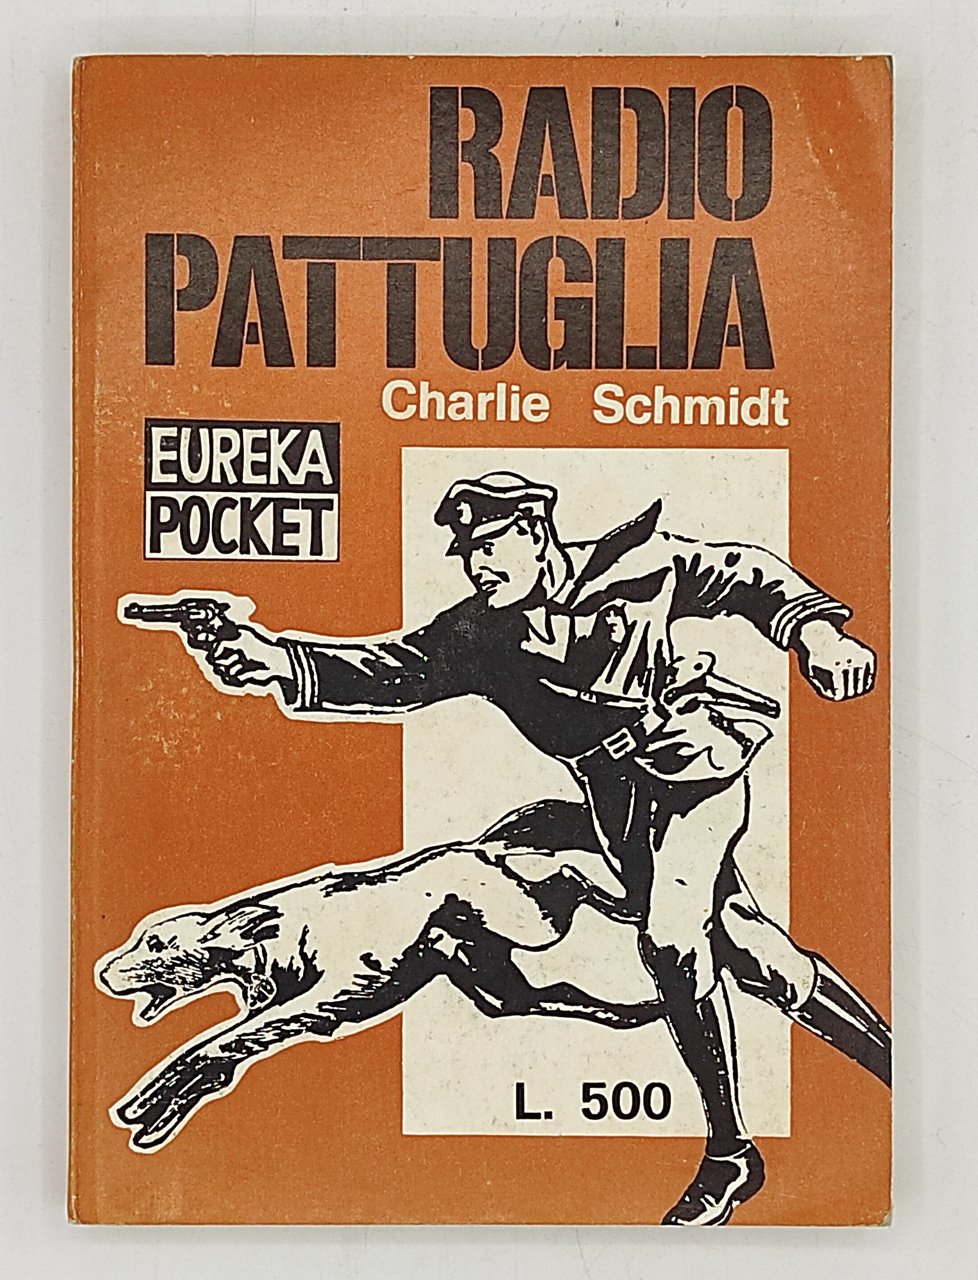 RADIO
PATTUGLIA
Charlie Schmidt
EUREKA
POCKET
L. 500